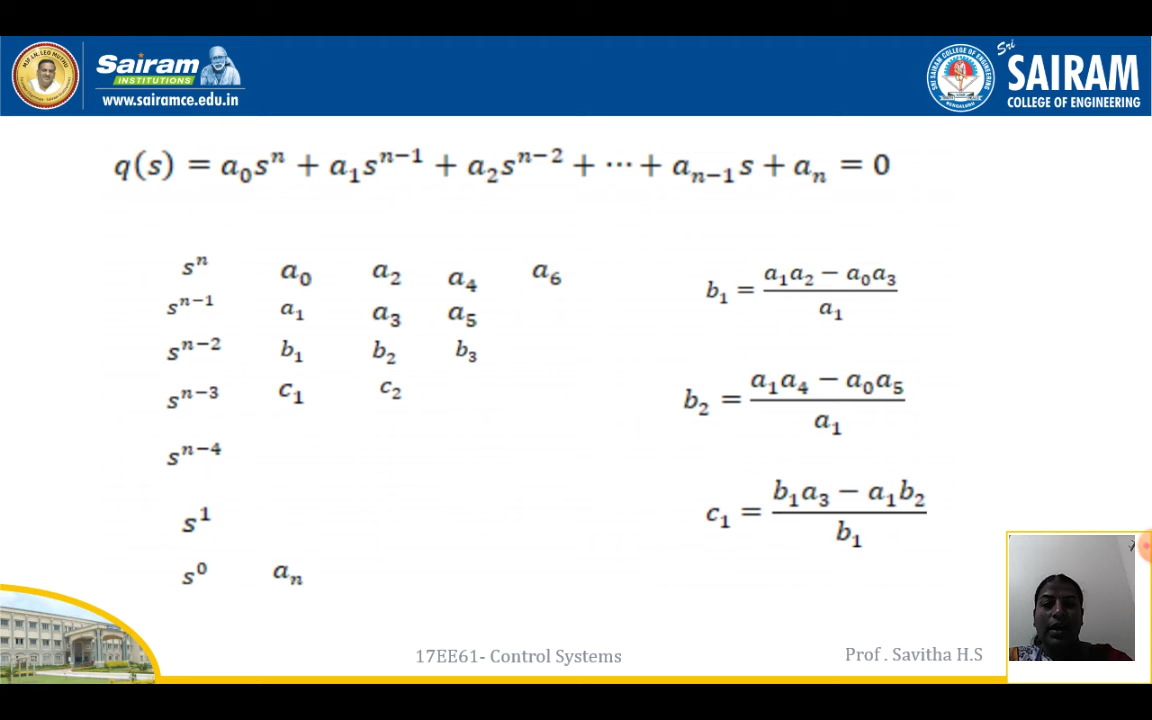 Sairam
INSTITUTIONS
www.sairamce.edu.in
Sri
SAIRAM
COLLEGE OF ENGINEERING
q(s) = a₀sⁿ + a₁sⁿ⁻¹ + a₂sⁿ⁻² + ⋯ + aₙ₋₁s + aₙ = 0
sⁿ a₀ a₂ a₄ a₆
sⁿ⁻¹ a₁ a₃ a₅
sⁿ⁻² b₁ b₂ b₃
sⁿ⁻³ c₁ c₂
sⁿ⁻⁴
s¹
s⁰ aₙ
b₁ = (a₁a₂ − a₀a₃) / a₁
b₂ = (a₁a₄ − a₀a₅) / a₁
c₁ = (b₁a₃ − a₁b₂) / b₁
17EE61- Control Systems
Prof . Savitha H.S